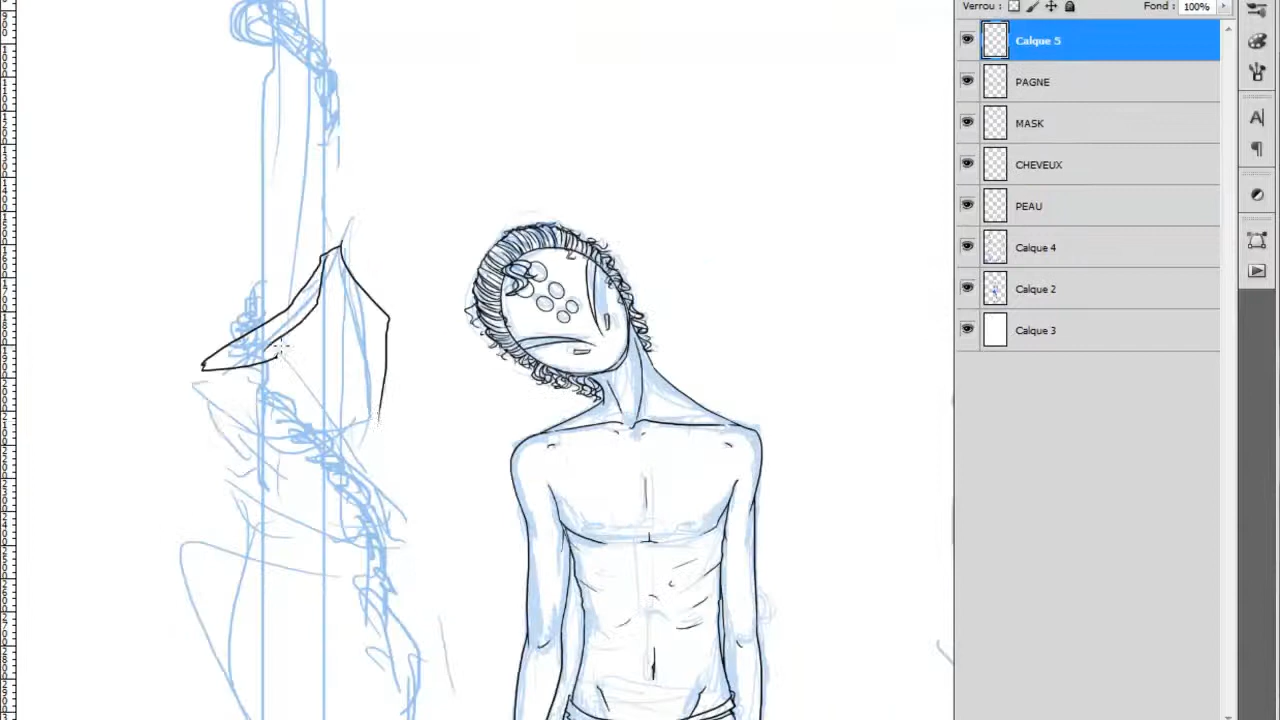 Verrou :
Fond : 100%
Calque 5
PAGNE
MASK
CHEVEUX
PEAU
Calque 4
Calque 2
Calque 3